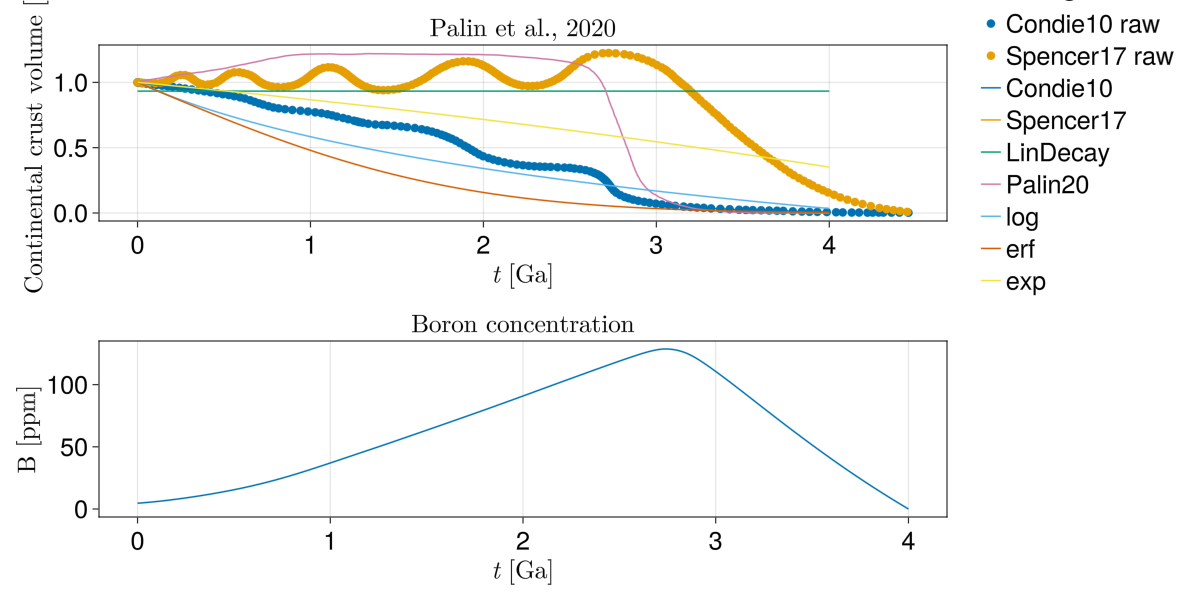 Palin et al., 2020
Continental crust volume [
1.0
0.5
0.0
0 1 2 3 4
t [Ga]
Condie10 raw
Spencer17 raw
Condie10
Spencer17
LinDecay
Palin20
log
erf
exp
Boron concentration
B [ppm]
100
50
0
0 1 2 3 4
t [Ga]